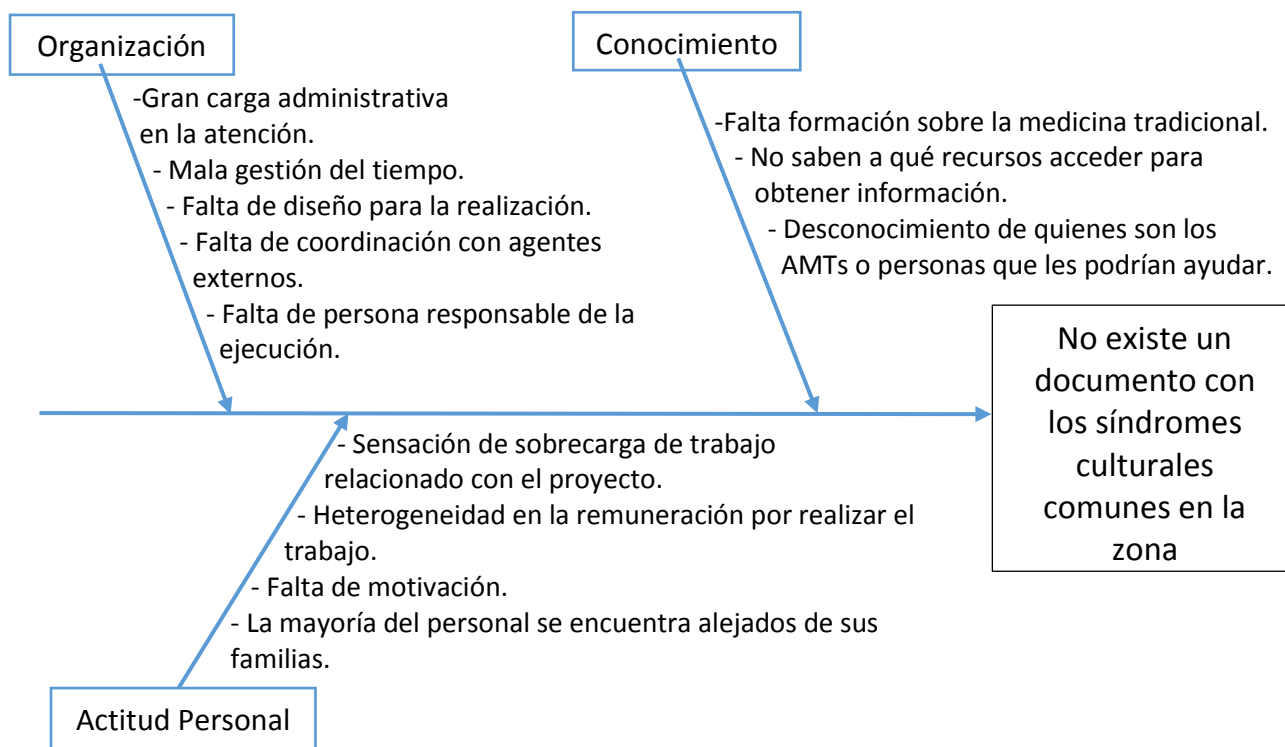 Organización
-Gran carga administrativa
en la atención.
- Mala gestión del tiempo.
- Falta de diseño para la realización.
- Falta de coordinación con agentes
externos.
- Falta de persona responsable de la
ejecución.
Conocimiento
-Falta formación sobre la medicina tradicional.
- No saben a qué recursos acceder para
obtener información.
- Desconocimiento de quienes son los
AMTs o personas que les podrían ayudar.
No existe un
documento con
los síndromes
culturales
comunes en la
zona
- Sensación de sobrecarga de trabajo
relacionado con el proyecto.
- Heterogeneidad en la remuneración por realizar el
trabajo.
- Falta de motivación.
- La mayoría del personal se encuentra alejados de sus
familias.
Actitud Personal